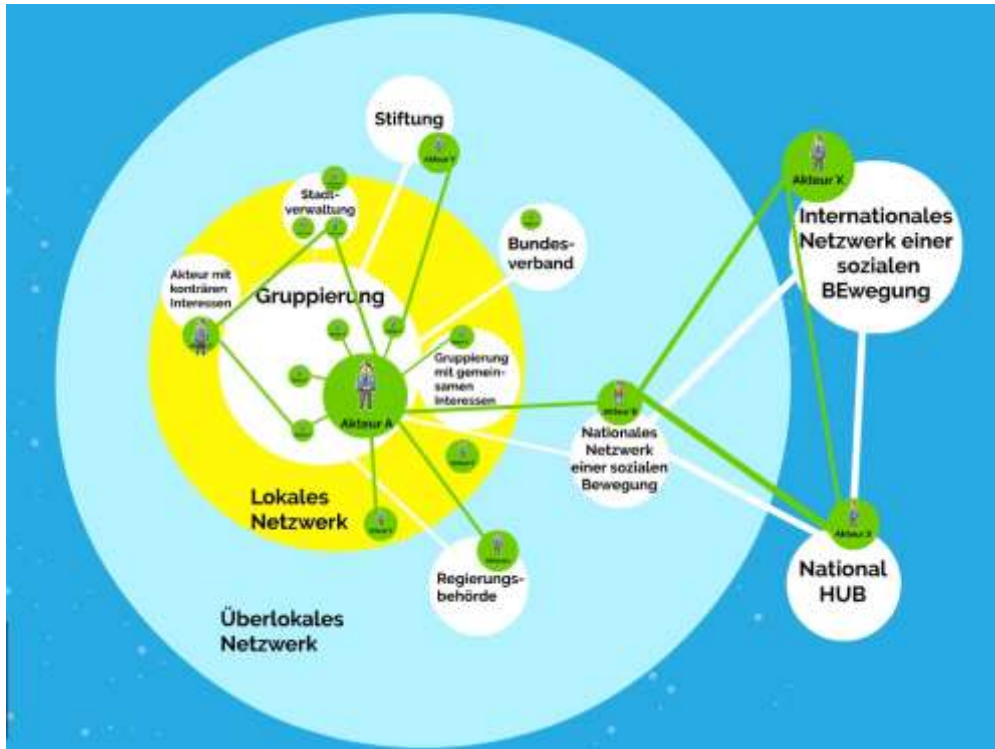 Stiftung
Akteur Y
Stadt-
verwaltung
Bundes-
verband
Akteur mit
konträren
Interessen
Gruppierung
Gruppierung
mit gemein-
samen
Interessen
Akteur A
Akteur X
Internationales
Netzwerk einer
sozialen
BEwegung
Nationales
Netzwerk
einer sozialen
Bewegung
Lokales
Netzwerk
Regierungs-
behörde
National
HUB
Überlokales
Netzwerk